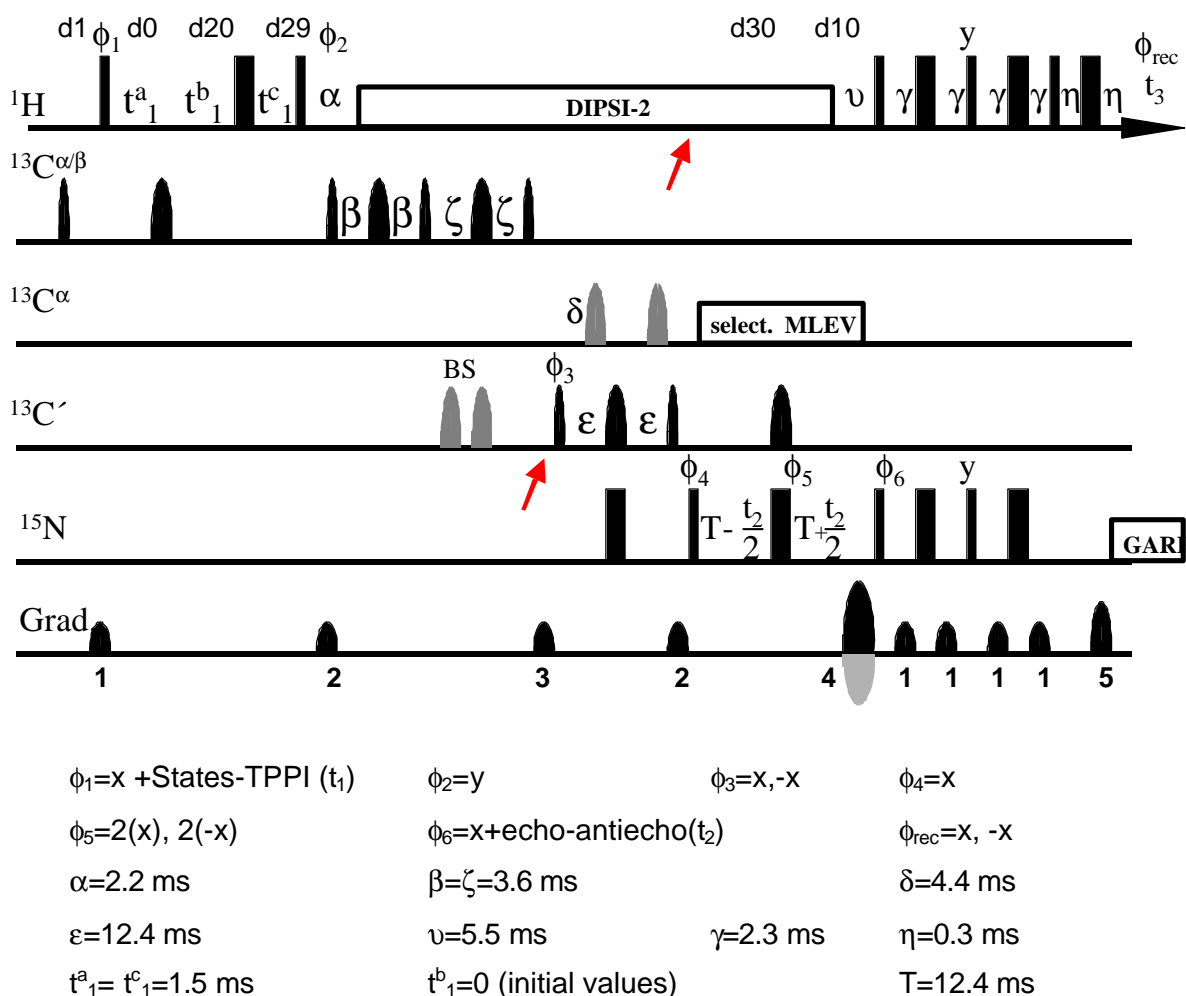 d1 ϕ1 d0 d20 d29 ϕ2 d30 d10 y ϕrec
1H ta1 tb1 tc1 α DIPSI-2 υ γ γ γ γ η η t3
13Cα/β
β β ζ ζ
13Cα δ select. MLEV
BS ϕ3
13C´ ε ε
ϕ4 ϕ5 ϕ6 y
15N T- t2/2 T+ t2/2 GARI
Grad
1 2 3 2 4 1 1 1 1 5
ϕ1=x +States-TPPI (t1) ϕ2=y ϕ3=x,-x ϕ4=x
ϕ5=2(x), 2(-x) ϕ6=x+echo-antiecho(t2) ϕrec=x, -x
α=2.2 ms β=ζ=3.6 ms δ=4.4 ms
ε=12.4 ms υ=5.5 ms γ=2.3 ms η=0.3 ms
ta1= tc1=1.5 ms tb1=0 (initial values) T=12.4 ms